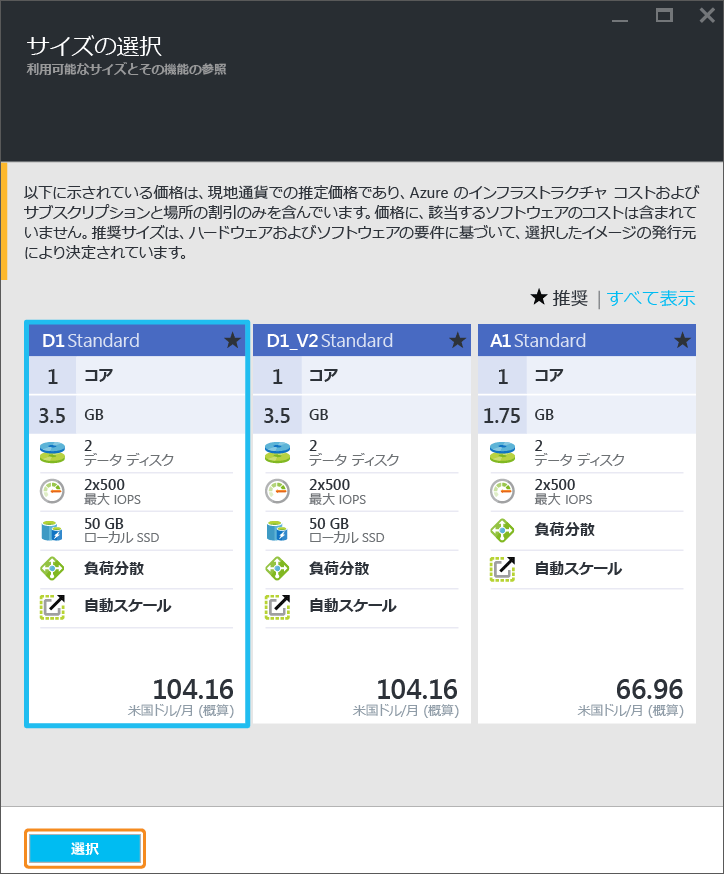 サイズの選択
利用可能なサイズとその機能の参照
以下に示されている価格は、現地通貨での推定価格であり、Azure のインフラストラクチャ コストおよび
サブスクリプションと場所の割引のみを含んでいます。価格に、該当するソフトウェアのコストは含まれて
いません。推奨サイズは、ハードウェアおよびソフトウェアの要件に基づいて、選択したイメージの発行元
により決定されています。
★ 推奨 | すべて表示
D1 Standard ★
1 コア
3.5 GB
2
データ ディスク
2x500
最大 IOPS
50 GB
ローカル SSD
負荷分散
自動スケール
104.16
米国ドル/月 (概算)
D1_V2 Standard ★
1 コア
3.5 GB
2
データ ディスク
2x500
最大 IOPS
50 GB
ローカル SSD
負荷分散
自動スケール
104.16
米国ドル/月 (概算)
A1 Standard ★
1 コア
1.75 GB
2
データ ディスク
2x500
最大 IOPS
負荷分散
自動スケール
66.96
米国ドル/月 (概算)
選択